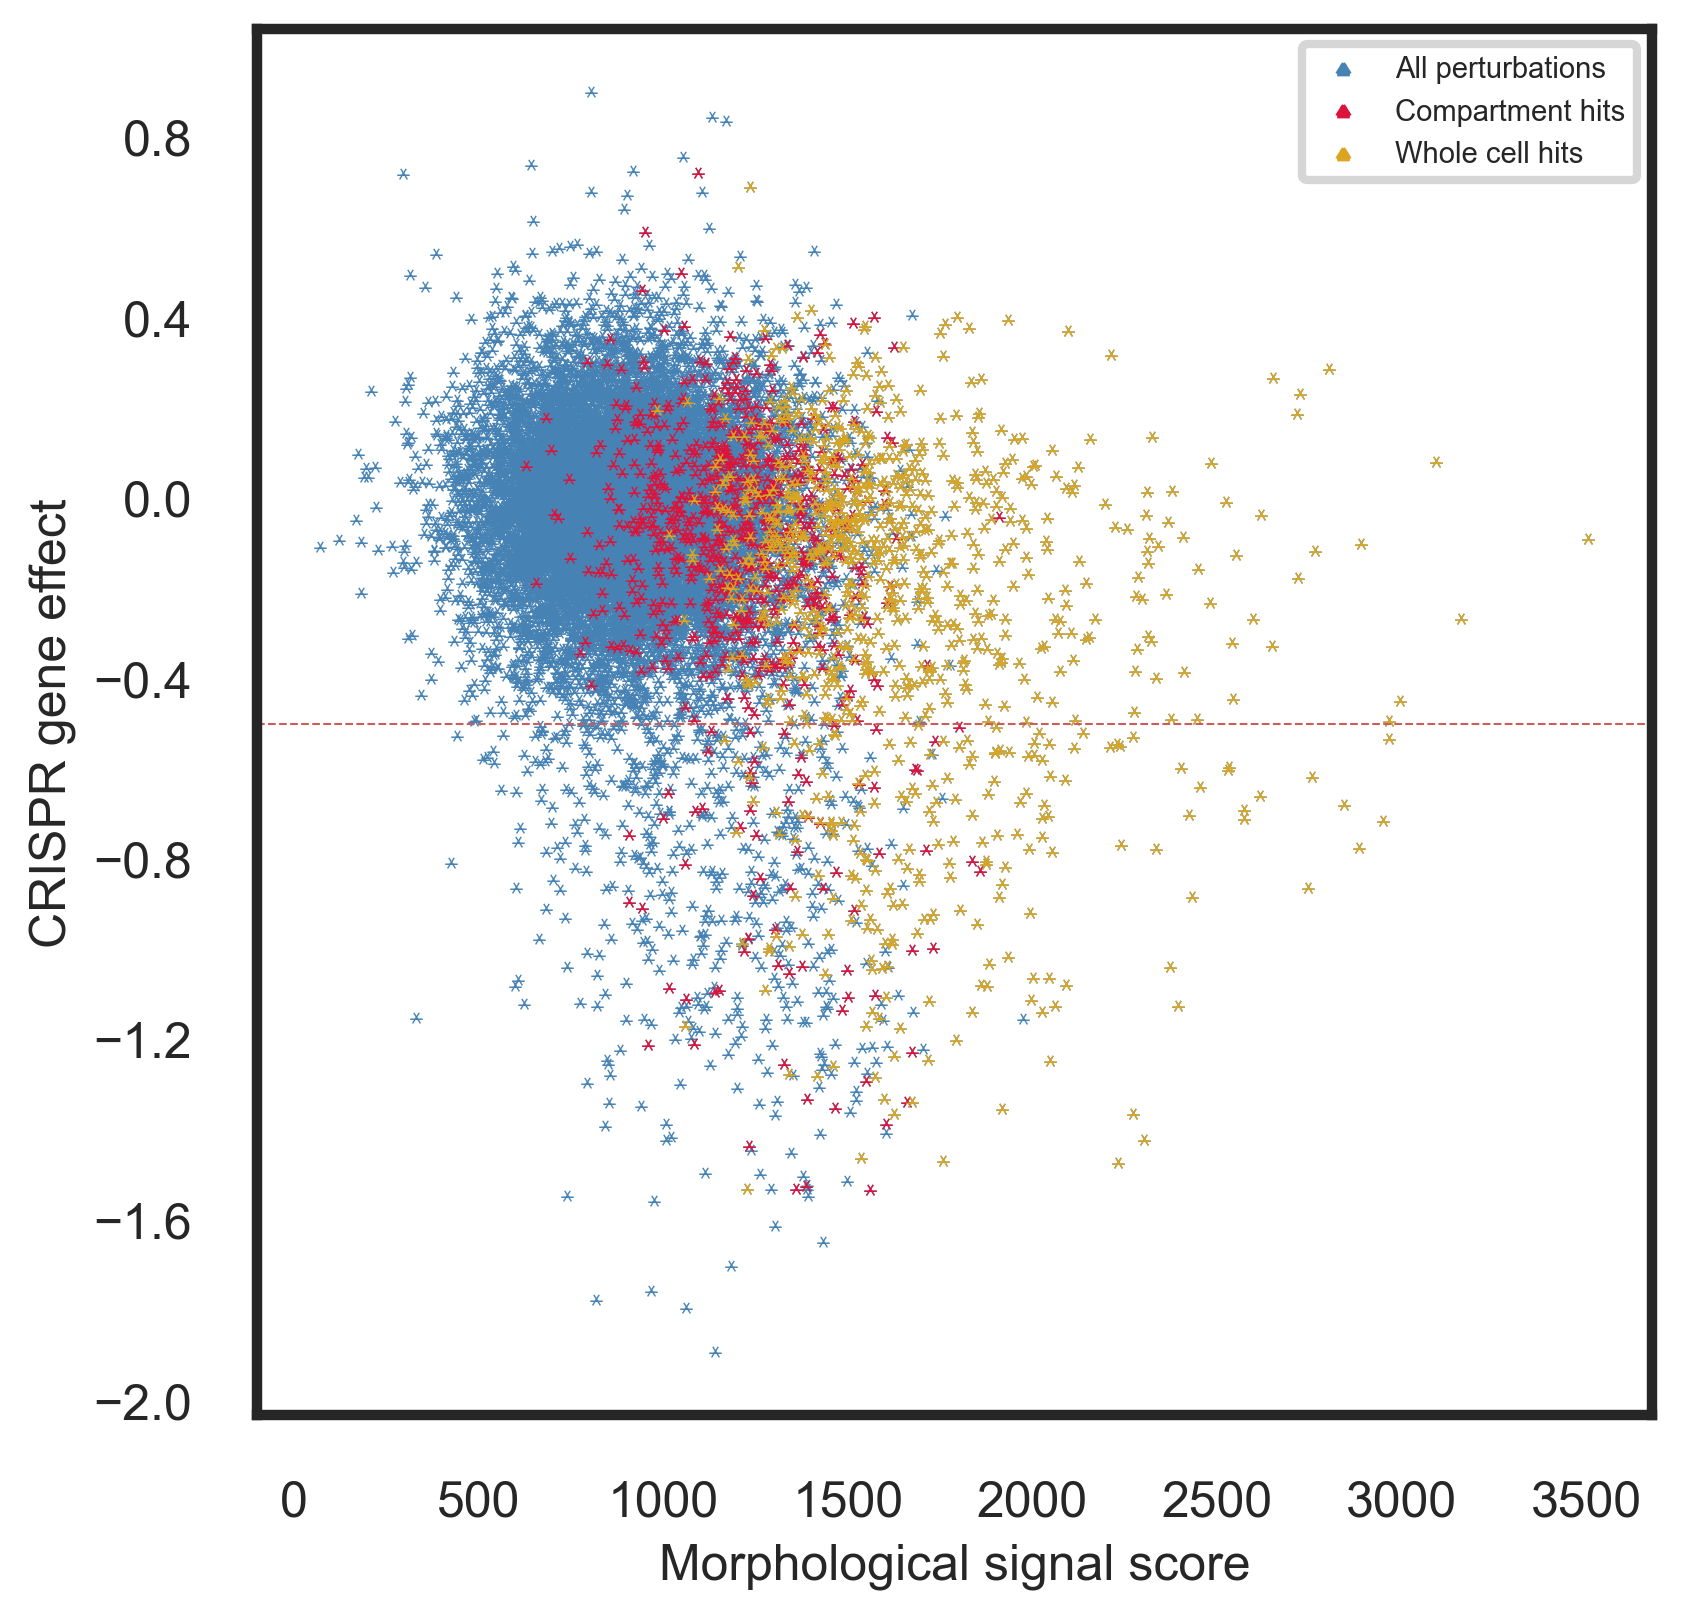 All perturbations
Compartment hits
Whole cell hits
CRISPR gene effect
0.8
0.4
0.0
−0.4
−0.8
−1.2
−1.6
−2.0
0 500 1000 1500 2000 2500 3000 3500
Morphological signal score